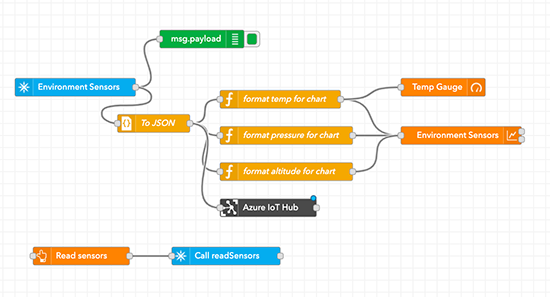 msg.payload
Environment Sensors
Temp Gauge
format temp for chart
To JSON
format pressure for chart
Environment Sensors
format altitude for chart
Azure IoT Hub
Read sensors
Call readSensors